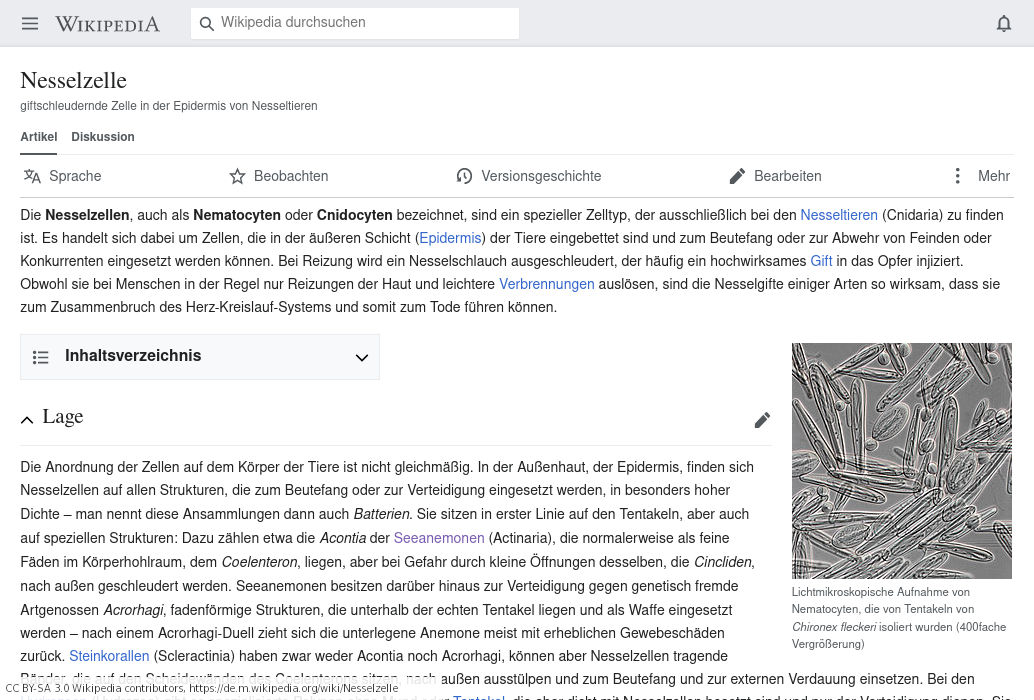 WIKIPEDIA
Wikipedia durchsuchen
Nesselzelle
giftschleudernde Zelle in der Epidermis von Nesseltieren
Artikel Diskussion
Sprache Beobachten Versionsgeschichte Bearbeiten Mehr
Die Nesselzellen, auch als Nematocyten oder Cnidocyten bezeichnet, sind ein spezieller Zelltyp, der ausschließlich bei den Nesseltieren (Cnidaria) zu finden
ist. Es handelt sich dabei um Zellen, die in der äußeren Schicht (Epidermis) der Tiere eingebettet sind und zum Beutefang oder zur Abwehr von Feinden oder
Konkurrenten eingesetzt werden können. Bei Reizung wird ein Nesselschlauch ausgeschleudert, der häufig ein hochwirksames Gift in das Opfer injiziert.
Obwohl sie bei Menschen in der Regel nur Reizungen der Haut und leichtere Verbrennungen auslösen, sind die Nesselgifte einiger Arten so wirksam, dass sie
zum Zusammenbruch des Herz-Kreislauf-Systems und somit zum Tode führen können.
Inhaltsverzeichnis
Lage
Die Anordnung der Zellen auf dem Körper der Tiere ist nicht gleichmäßig. In der Außenhaut, der Epidermis, finden sich
Nesselzellen auf allen Strukturen, die zum Beutefang oder zur Verteidigung eingesetzt werden, in besonders hoher
Dichte – man nennt diese Ansammlungen dann auch Batterien. Sie sitzen in erster Linie auf den Tentakeln, aber auch
auf speziellen Strukturen: Dazu zählen etwa die Acontia der Seeanemonen (Actinaria), die normalerweise als feine
Fäden im Körperhohlraum, dem Coelenteron, liegen, aber bei Gefahr durch kleine Öffnungen desselben, die Cincliden,
nach außen geschleudert werden. Seeanemonen besitzen darüber hinaus zur Verteidigung gegen genetisch fremde
Artgenossen Acrorhagi, fadenförmige Strukturen, die unterhalb der echten Tentakel liegen und als Waffe eingesetzt
werden – nach einem Acrorhagi-Duell zieht sich die unterlegene Anemone meist mit erheblichen Gewebeschäden
zurück. Steinkorallen (Scleractinia) haben zwar weder Acontia noch Acrorhagi, können aber Nesselzellen tragende
Bänder, die auf den Scheidewänden des Coelenterons sitzen, nach außen ausstülpen und zum Beutefang und zur externen Verdauung einsetzen. Bei den
Lichtmikroskopische Aufnahme von
Nematocyten, die von Tentakeln von
Chironex fleckeri isoliert wurden (400fache
Vergrößerung)
CC BY-SA 3.0 Wikipedia contributors, https://de.m.wikipedia.org/wiki/Nesselzelle